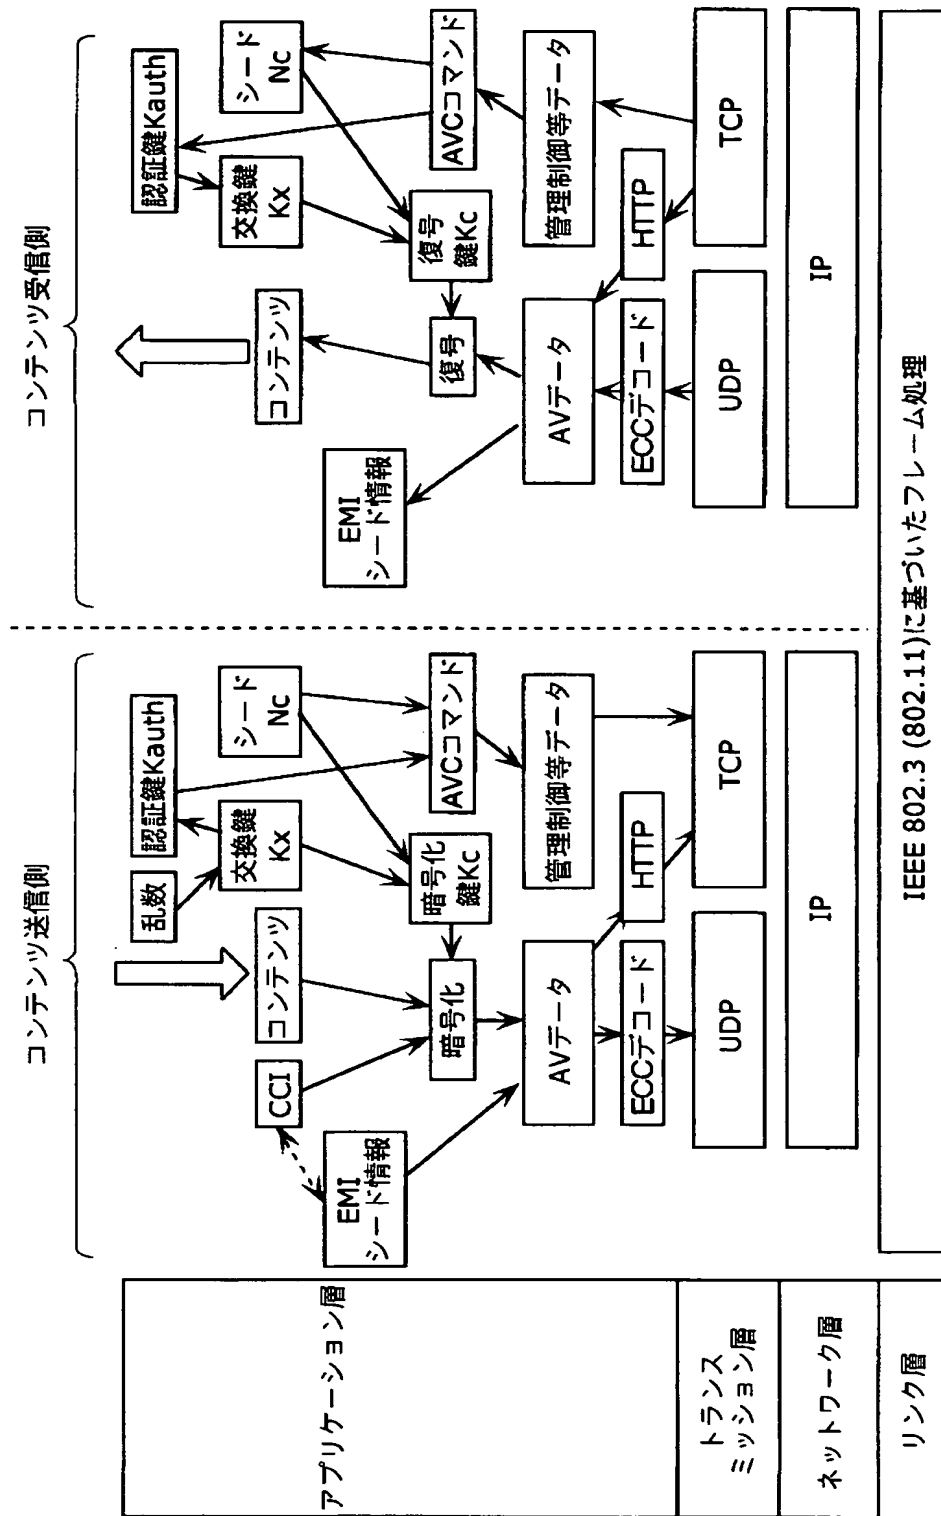 コンテンツ送信側
コンテンツ受信側
アプリケーション層
トランス
ミッション層
ネットワーク層
リンク層
乱数
認証鍵Kauth
交換鍵
Kx
シード
Nc
CCI
コンテンツ
EMI
シード情報
暗号化
暗号化
鍵Kc
AVCコマンド
AVデータ
管理制御等データ
ECCデコード
HTTP
UDP
TCP
IP
認証鍵Kauth
交換鍵
Kx
シード
Nc
コンテンツ
EMI
シード情報
復号
復号
鍵Kc
AVCコマンド
AVデータ
管理制御等データ
ECCデコード
HTTP
UDP
TCP
IP
IEEE 802.3 (802.11)に基づいたフレーム処理